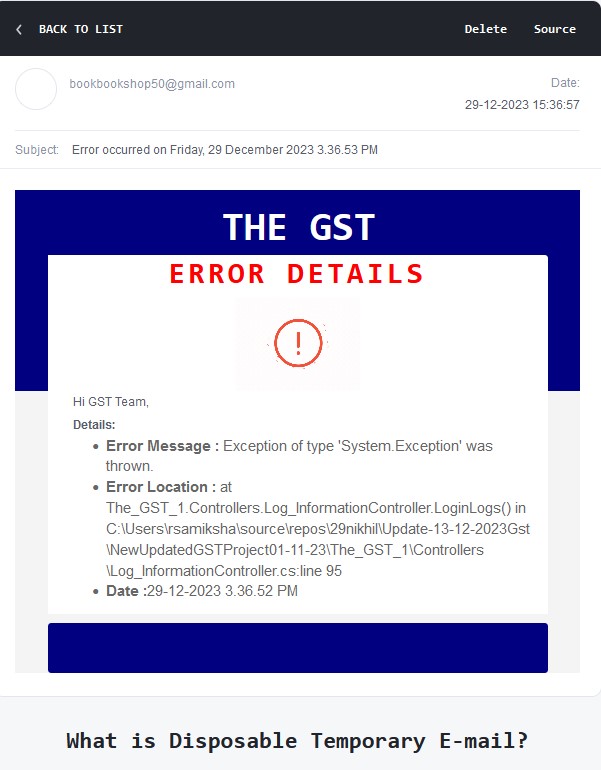 BACK TO LIST Delete Source
bookbookshop50@gmail.com Date:
29-12-2023 15:36:57
Subject: Error occurred on Friday, 29 December 2023 3.36.53 PM
THE GST
ERROR DETAILS
Hi GST Team,
Details:
• Error Message : Exception of type 'System.Exception' was
thrown.
• Error Location : at
The_GST_1.Controllers.Log_InformationController.LoginLogs() in
C:\Users\rsamiksha\source\repos\29nikhil\Update-13-12-2023Gst
\NewUpdatedGSTProject01-11-23\The_GST_1\Controllers
\Log_InformationController.cs:line 95
• Date :29-12-2023 3.36.52 PM
What is Disposable Temporary E-mail?